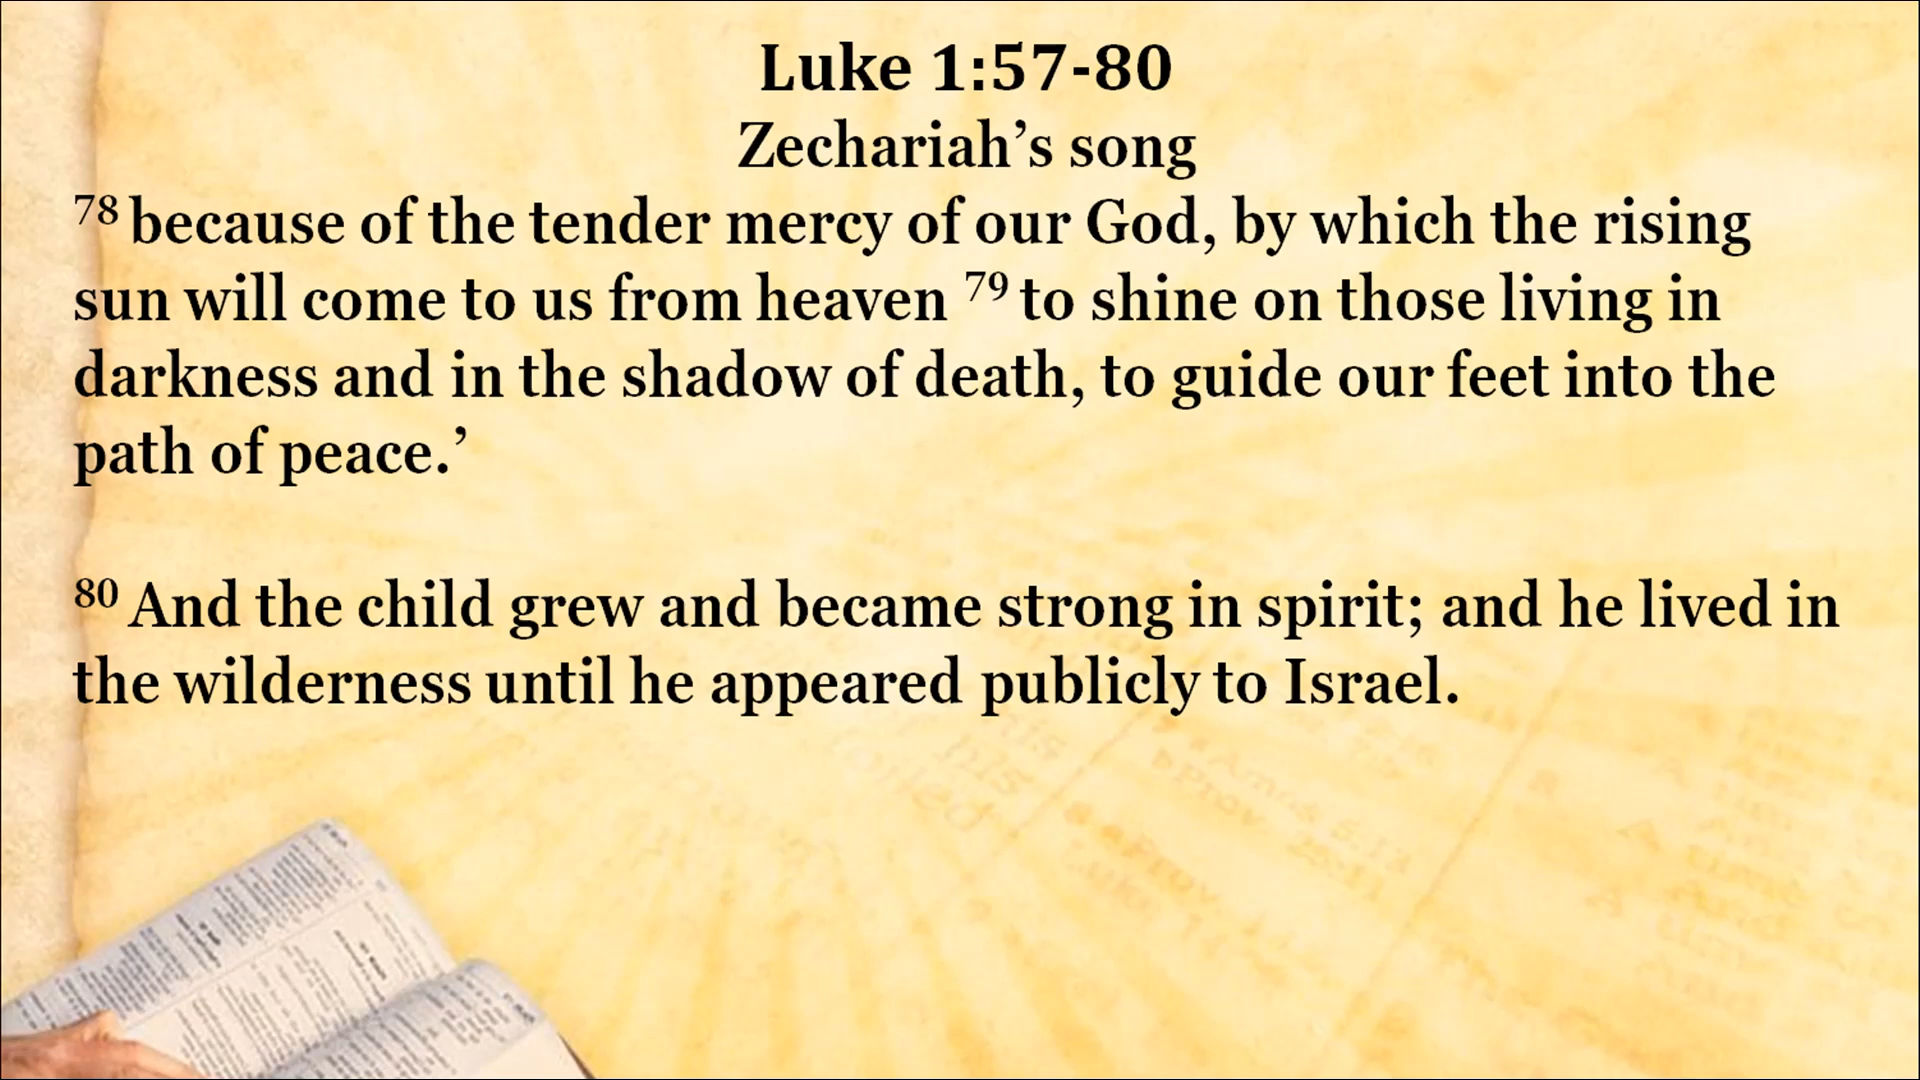 Luke 1:57-80
Zechariah’s song
78 because of the tender mercy of our God, by which the rising
sun will come to us from heaven 79 to shine on those living in
darkness and in the shadow of death, to guide our feet into the
path of peace.’
80 And the child grew and became strong in spirit; and he lived in
the wilderness until he appeared publicly to Israel.